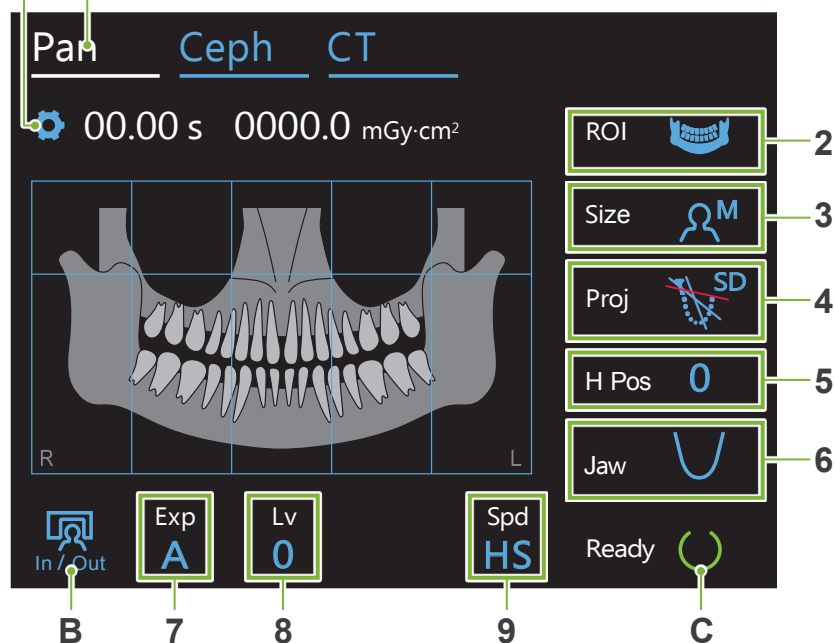 Pan Ceph CT
00.00 s 0000.0 mGy·cm²
ROI
2
Size M
3
Proj SD
4
H Pos 0
5
Jaw
6
R L
In / Out
Exp
A
Lv
0
Spd
HS
Ready
B 7 8 9 C